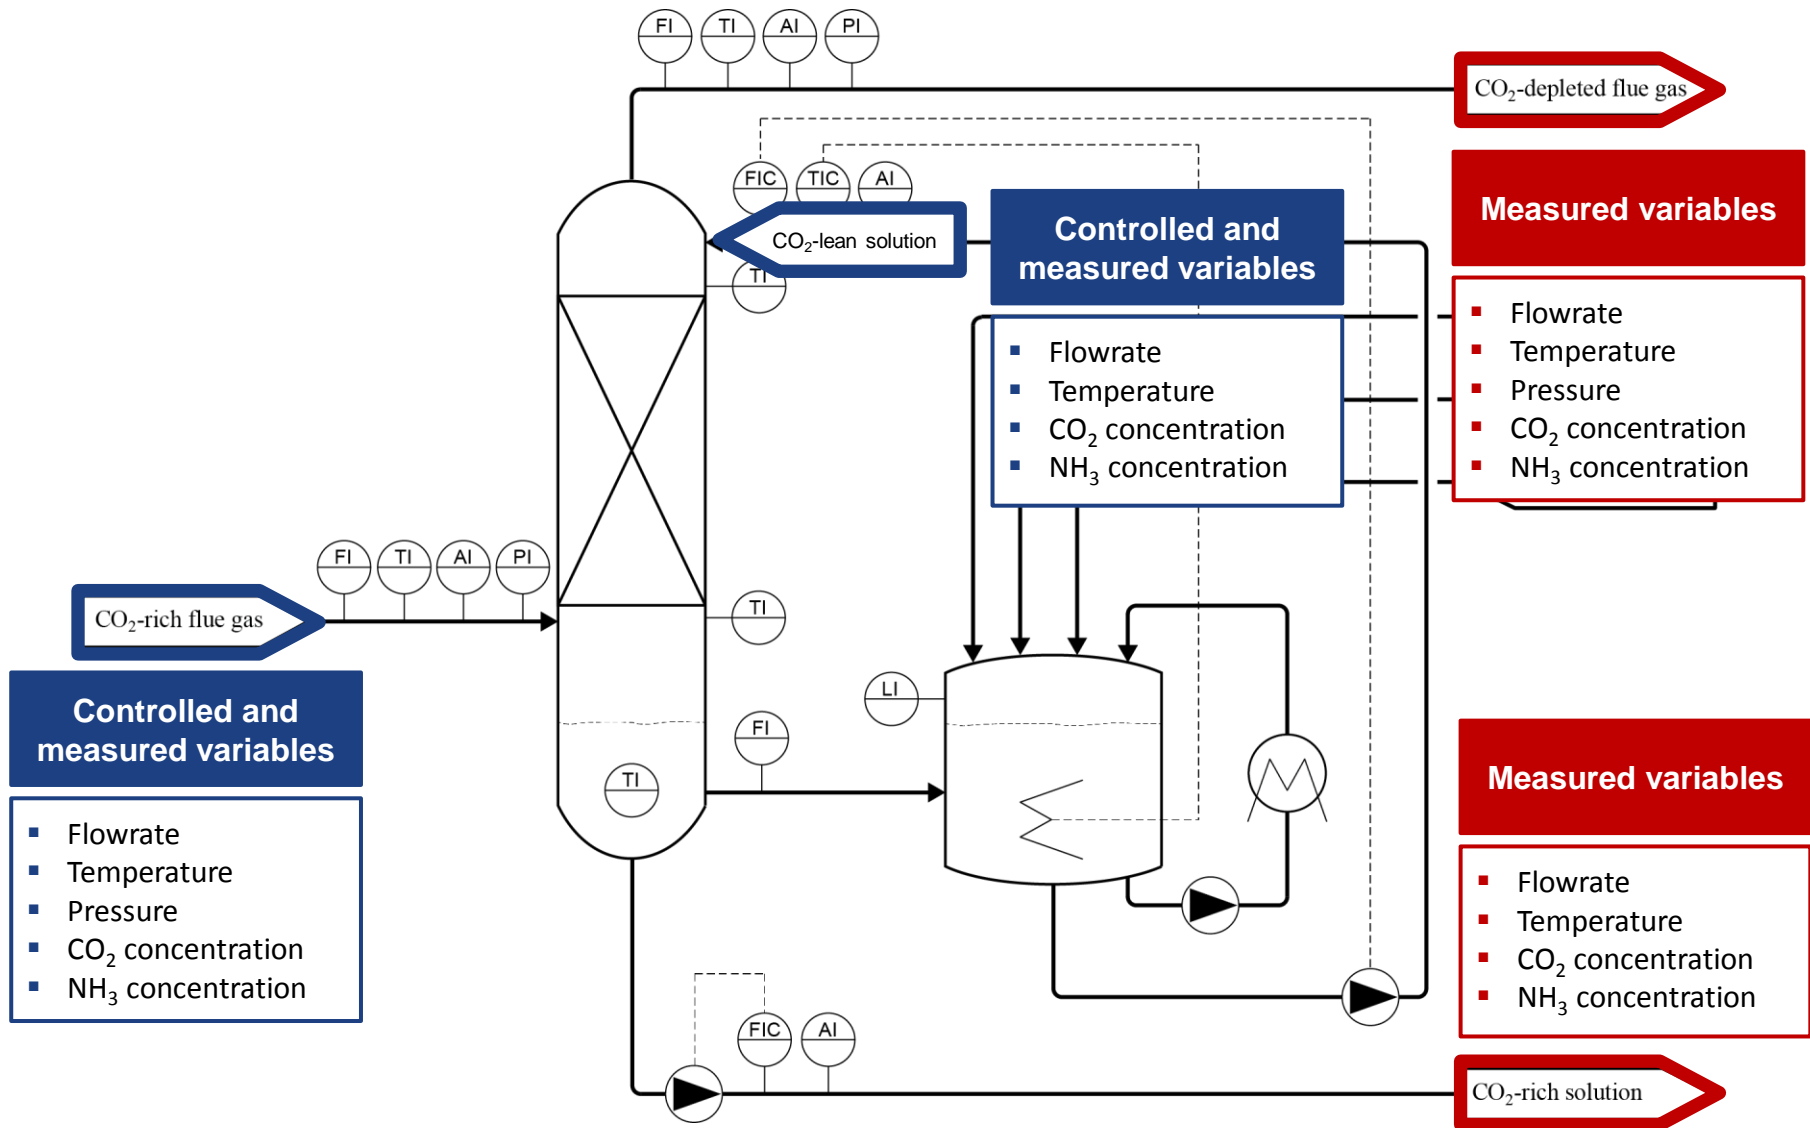 FI
TI
AI
PI
CO₂-depleted flue gas
FIC
TIC
AI
CO₂-lean solution
TI
Controlled and
measured variables
▪ Flowrate
▪ Temperature
▪ CO₂ concentration
▪ NH₃ concentration
Measured variables
▪ Flowrate
▪ Temperature
▪ Pressure
▪ CO₂ concentration
▪ NH₃ concentration
FI
TI
AI
PI
CO₂-rich flue gas
Controlled and
measured variables
▪ Flowrate
▪ Temperature
▪ Pressure
▪ CO₂ concentration
▪ NH₃ concentration
TI
LI
FI
TI
Measured variables
▪ Flowrate
▪ Temperature
▪ CO₂ concentration
▪ NH₃ concentration
FIC
AI
CO₂-rich solution